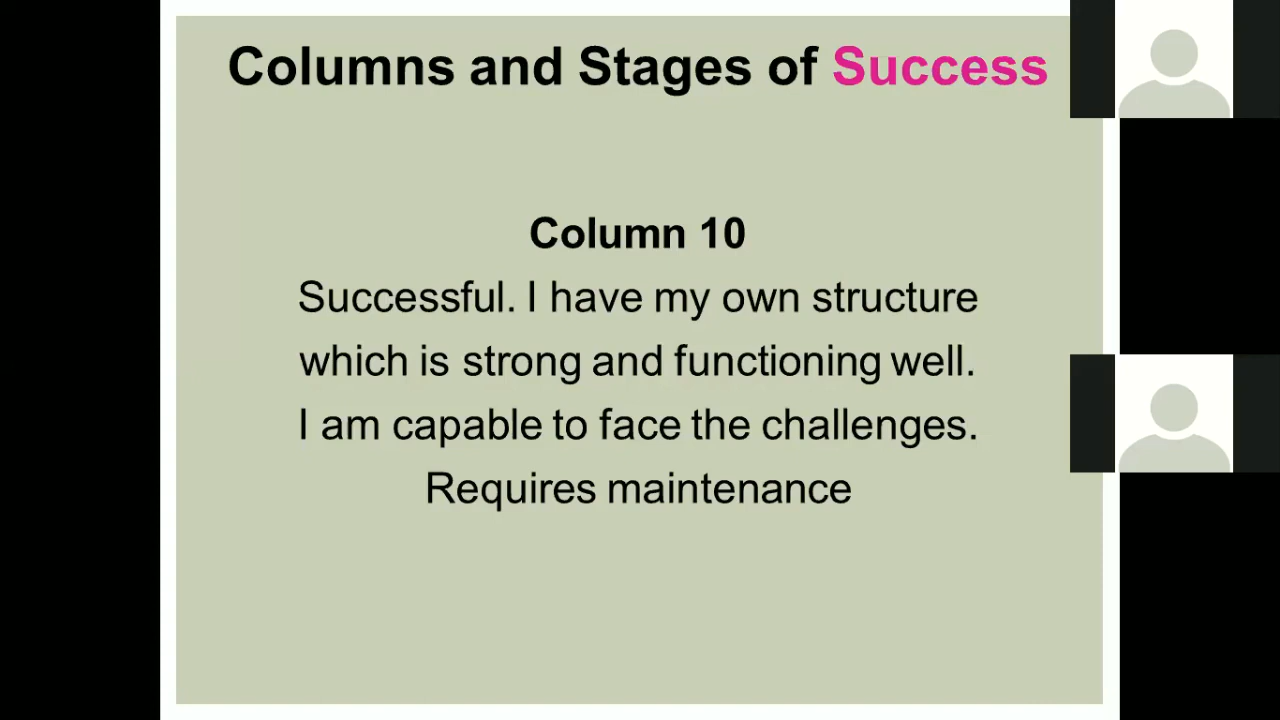 Columns and Stages of Success
Column 10
Successful. I have my own structure
which is strong and functioning well.
I am capable to face the challenges.
Requires maintenance